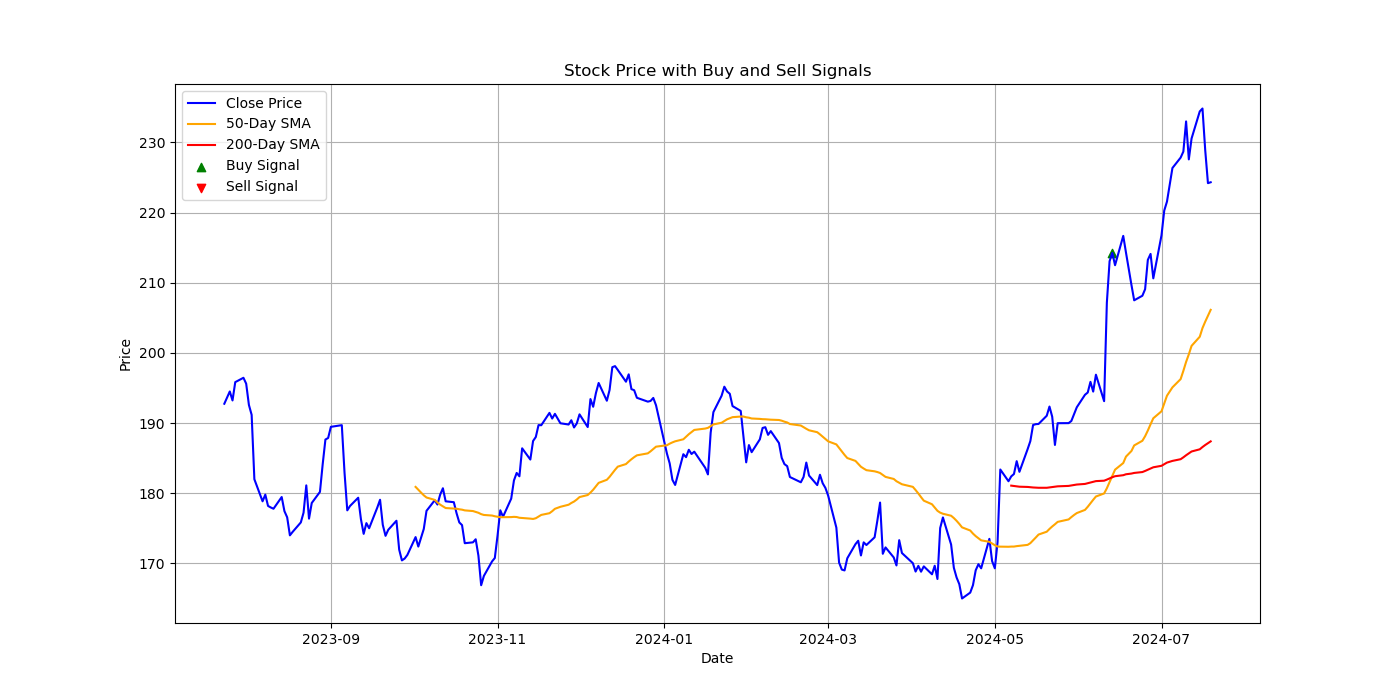 Stock Price with Buy and Sell Signals
Close Price
50-Day SMA
200-Day SMA
Buy Signal
Sell Signal
230
220
210
200
190
180
170
Price
2023-09
2023-11
2024-01
2024-03
2024-05
2024-07
Date